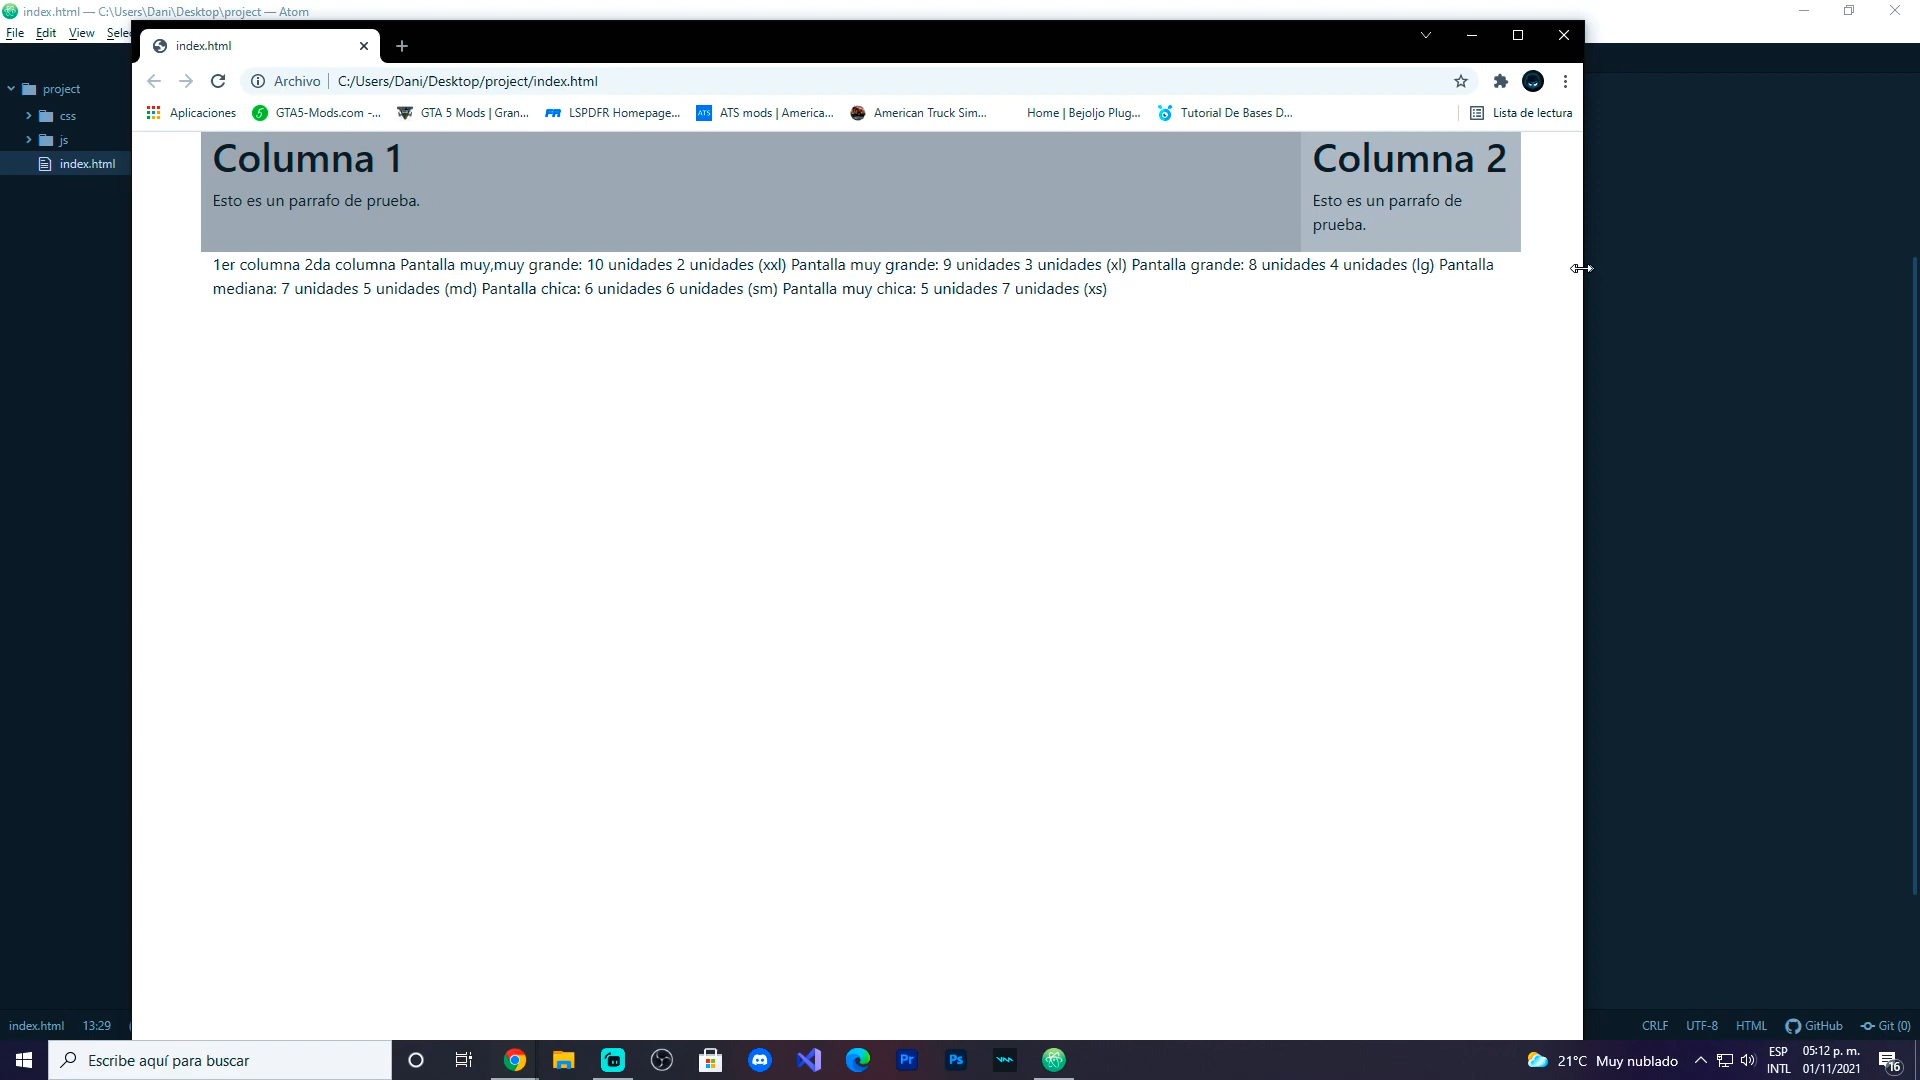 index.html — C:\Users\Dani\Desktop\project — Atom
File Edit View Selec
index.html
Archivo C:/Users/Dani/Desktop/project/index.html
Aplicaciones GTA5-Mods.com -... GTA 5 Mods | Gran... LSPDFR Homepage... ATS ATS mods | America... American Truck Sim... Home | Bejoljo Plug... Tutorial De Bases D... Lista de lectura
project
css
js
index.html
Columna 1
Esto es un parrafo de prueba.
Columna 2
Esto es un parrafo de
prueba.
1er columna 2da columna Pantalla muy,muy grande: 10 unidades 2 unidades (xxl) Pantalla muy grande: 9 unidades 3 unidades (xl) Pantalla grande: 8 unidades 4 unidades (lg) Pantalla
mediana: 7 unidades 5 unidades (md) Pantalla chica: 6 unidades 6 unidades (sm) Pantalla muy chica: 5 unidades 7 unidades (xs)
index.html 13:29 (
CRLF UTF-8 HTML GitHub Git (0)
Escribe aquí para buscar
Pr Ps
21°C Muy nublado
ESP
INTL
05:12 p. m.
01/11/2021
16